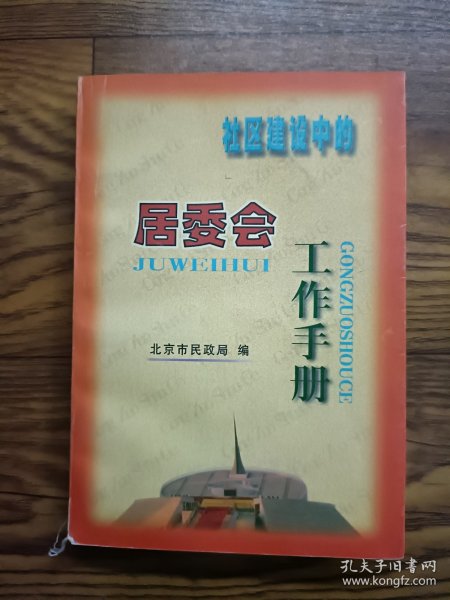 社区建设中的
居委会
JUWEIHUI
工作手册
GONGZUOSHOUCE
北京市民政局 编
孔夫子旧书网
www.kongfz.com